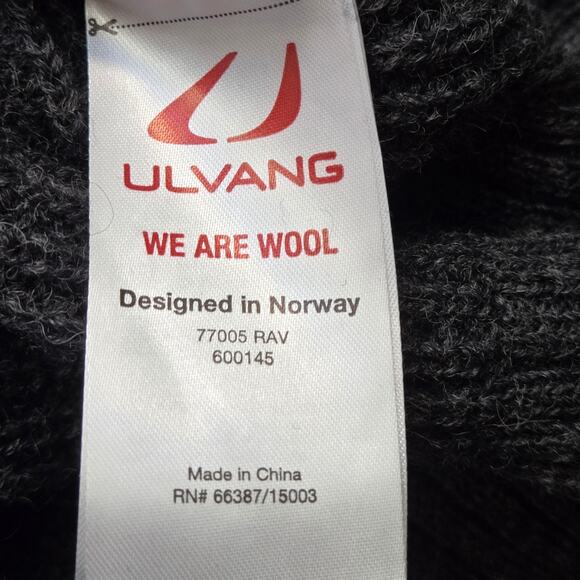 ULVANG
WE ARE WOOL
Designed in Norway
77005 RAV
600145
Made in China
RN# 66387/15003